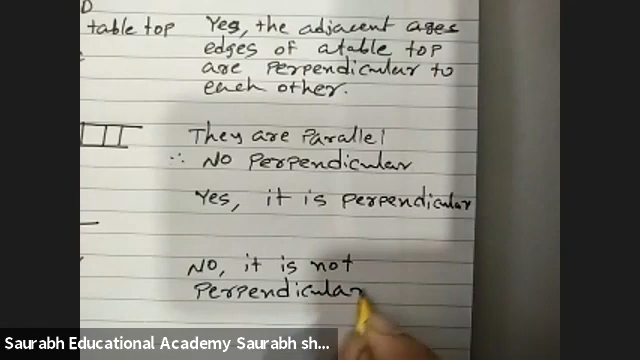 D
table top Yes, the adjacent ages
edges of a table top
are perpendicular to
each other.
They are Parallel
∴ No perpendicular
Yes, it is perpendicular
No, it is not
perpendicular
Saurabh Educational Academy Saurabh sh...